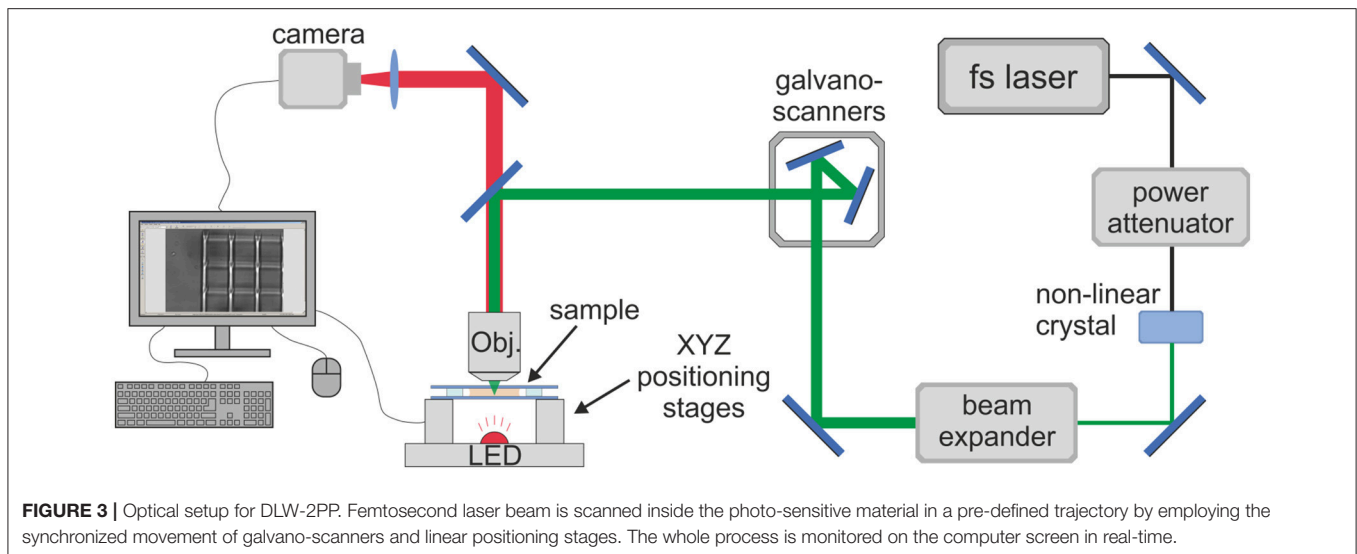 camera
galvano-
scanners
fs laser
power
attenuator
non-linear
crystal
sample
Obj.
XYZ
positioning
stages
beam
expander
LED
FIGURE 3 | Optical setup for DLW-2PP. Femtosecond laser beam is scanned inside the photo-sensitive material in a pre-defined trajectory by employing the
synchronized movement of galvano-scanners and linear positioning stages. The whole process is monitored on the computer screen in real-time.